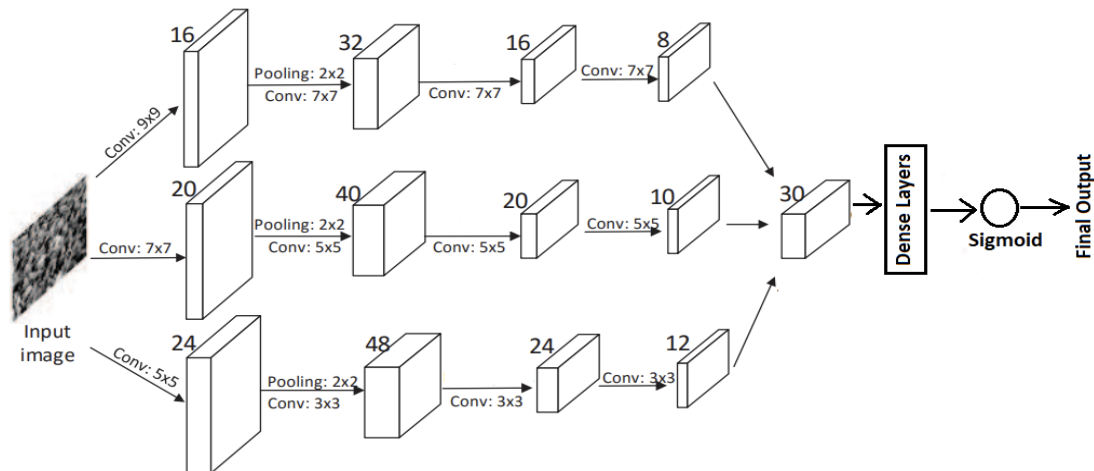 16
Pooling: 2x2
Conv: 7x7
32
Conv: 7x7
16
Conv: 7x7
8
Conv: 9x9
20
Pooling: 2x2
Conv: 5x5
40
Conv: 5x5
20
Conv: 5x5
10
30
Conv: 7x7
Input
image
Conv: 5x5
24
Pooling: 2x2
Conv: 3x3
48
Conv: 3x3
24
Conv: 3x3
12
Dense Layers
Sigmoid
Final Output